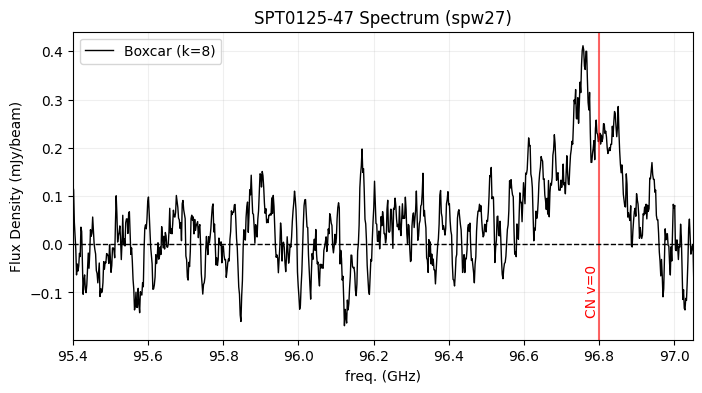 SPT0125-47 Spectrum (spw27)
Boxcar (k=8)
Flux Density (mJy/beam)
0.4
0.3
0.2
0.1
0.0
−0.1
CN v=0
95.4 95.6 95.8 96.0 96.2 96.4 96.6 96.8 97.0
freq. (GHz)